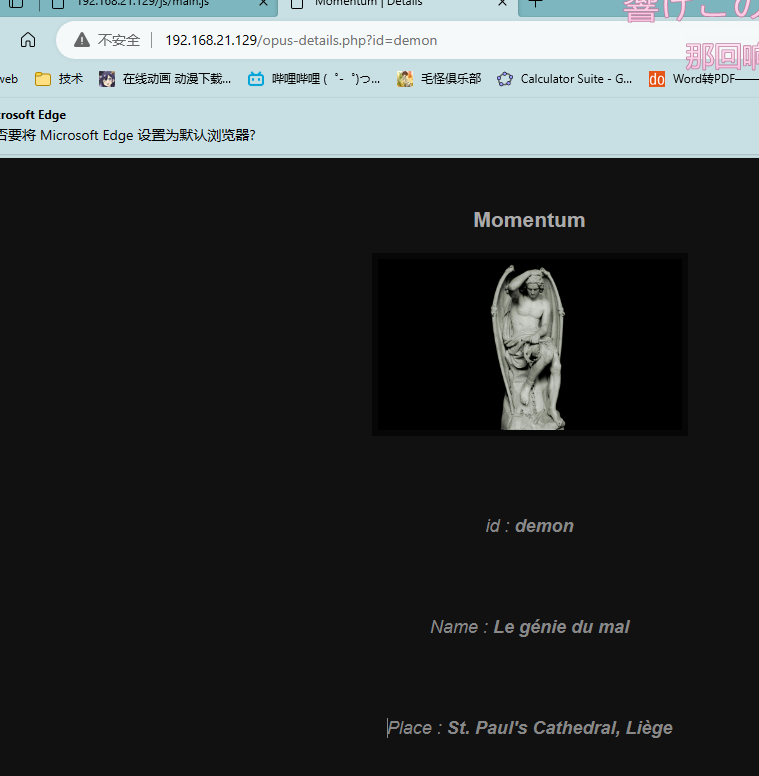 192.168.21.129/js/main.js
Momentum | Details
響けこの
不安全
192.168.21.129/opus-details.php?id=demon
那回响
web
技术
在线动画 动漫下载...
哔哩哔哩 ( ゜- ゜)つ...
毛怪俱乐部
Calculator Suite - G...
Word转PDF——
crosoft Edge
否要将 Microsoft Edge 设置为默认浏览器?
Momentum
id : demon
Name : Le génie du mal
Place : St. Paul's Cathedral, Liège